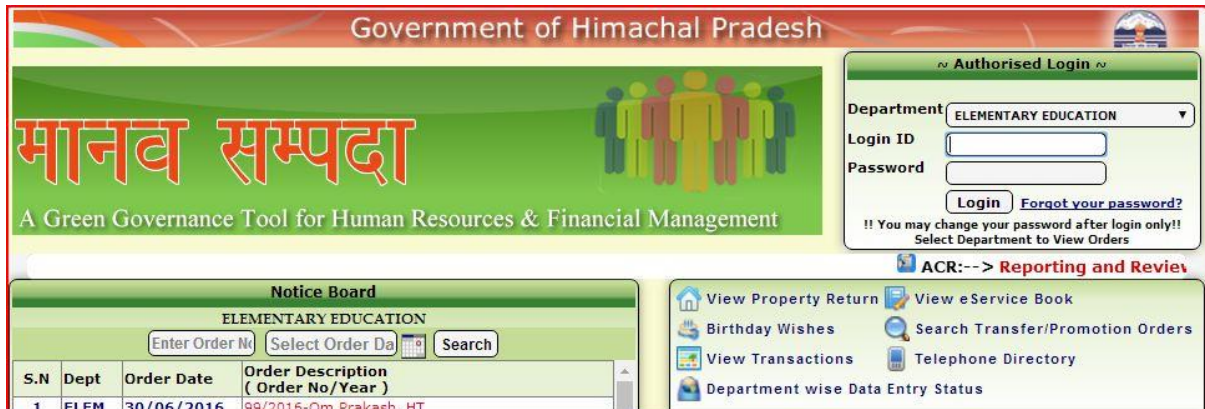 Government of Himachal Pradesh
मानव सम्पदा
A Green Governance Tool for Human Resources & Financial Management
~ Authorised Login ~
Department ELEMENTARY EDUCATION
Login ID
Password
Login Forgot your password?
!! You may change your password after login only!!
Select Department to View Orders
ACR:--> Reporting and Review
Notice Board
ELEMENTARY EDUCATION
Enter Order No Select Order Da Search
S.N Dept Order Date Order Description
( Order No/Year )
1 ELEM 30/06/2016 99/2016-Om Prakash, HT
View Property Return View eService Book
Birthday Wishes Search Transfer/Promotion Orders
View Transactions Telephone Directory
Department wise Data Entry Status